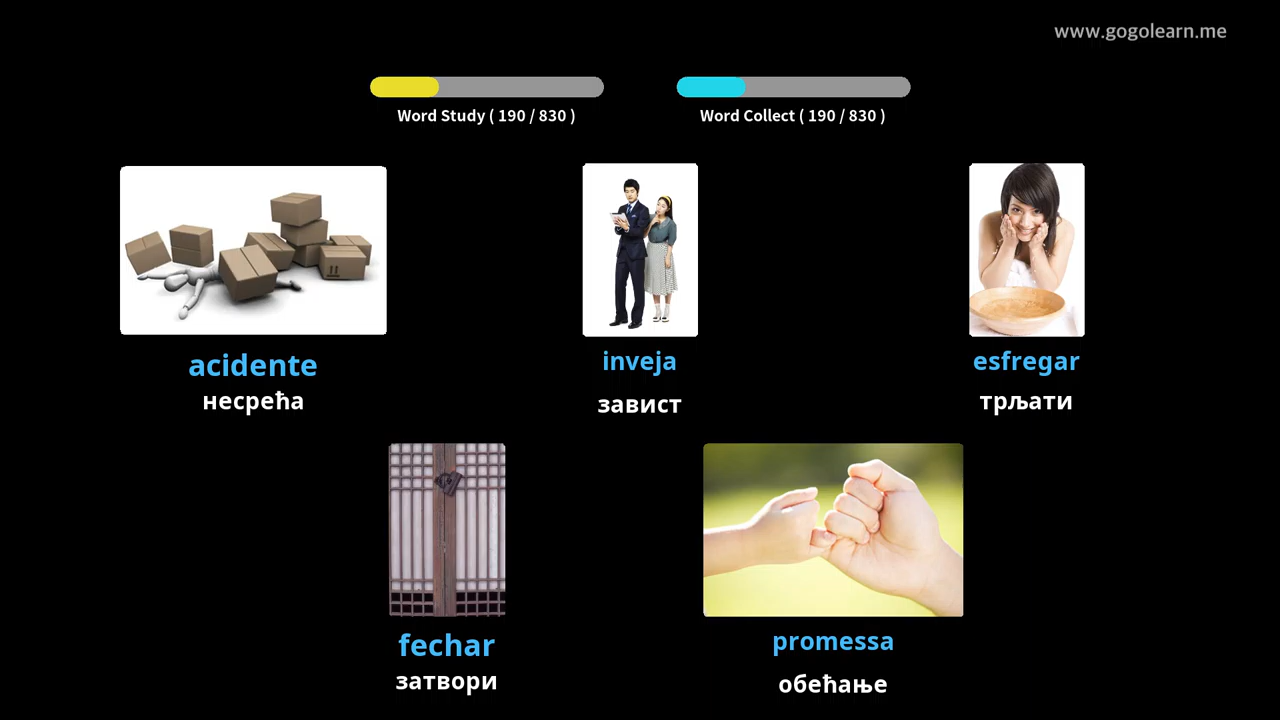 www.gogolearn.me
Word Study ( 190 / 830 )
Word Collect ( 190 / 830 )
acidente
несрећа
inveja
завист
esfregar
трљати
fechar
затвори
promessa
обећање